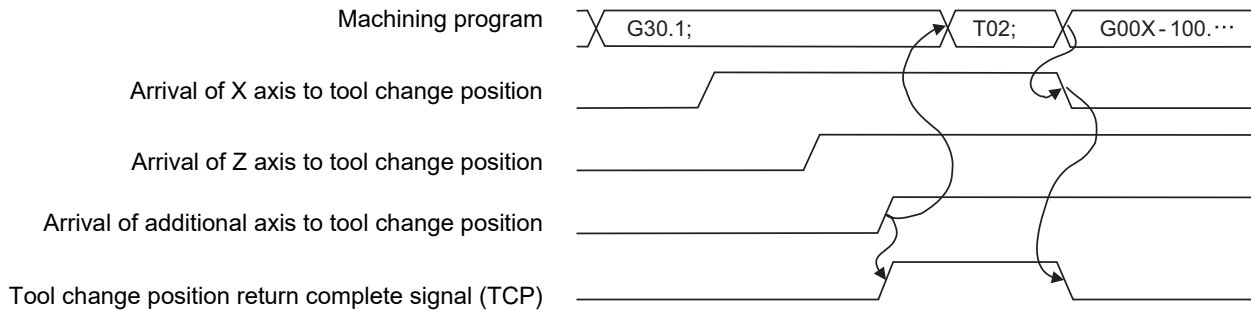 Machining program
G30.1;
T02;
G00X-100.⋯
Arrival of X axis to tool change position
Arrival of Z axis to tool change position
Arrival of additional axis to tool change position
Tool change position return complete signal (TCP)